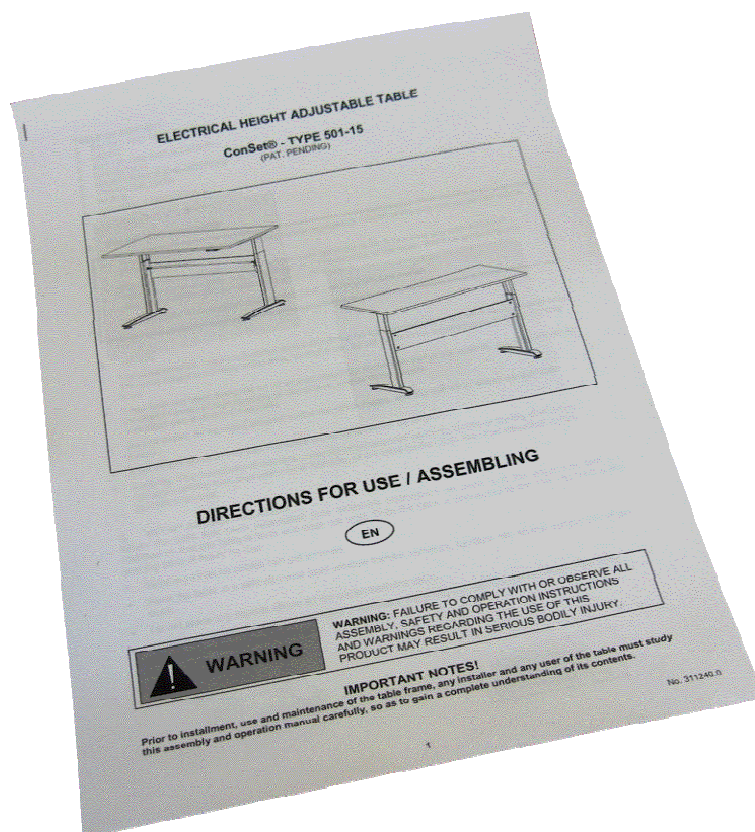 ELECTRICAL HEIGHT ADJUSTABLE TABLE
ConSet® - TYPE 501-15
(PAT. PENDING)
DIRECTIONS FOR USE / ASSEMBLING
EN
WARNING
WARNING: FAILURE TO COMPLY WITH OR OBSERVE ALL
ASSEMBLY, SAFETY AND OPERATION INSTRUCTIONS
AND WARNINGS REGARDING THE USE OF THIS
PRODUCT MAY RESULT IN SERIOUS BODILY INJURY.
IMPORTANT NOTES!
Prior to installment, use and maintenance of the table frame, any installer and any user of the table must study
this assembly and operation manual carefully, so as to gain a complete understanding of its contents.
No. 311240.0
1